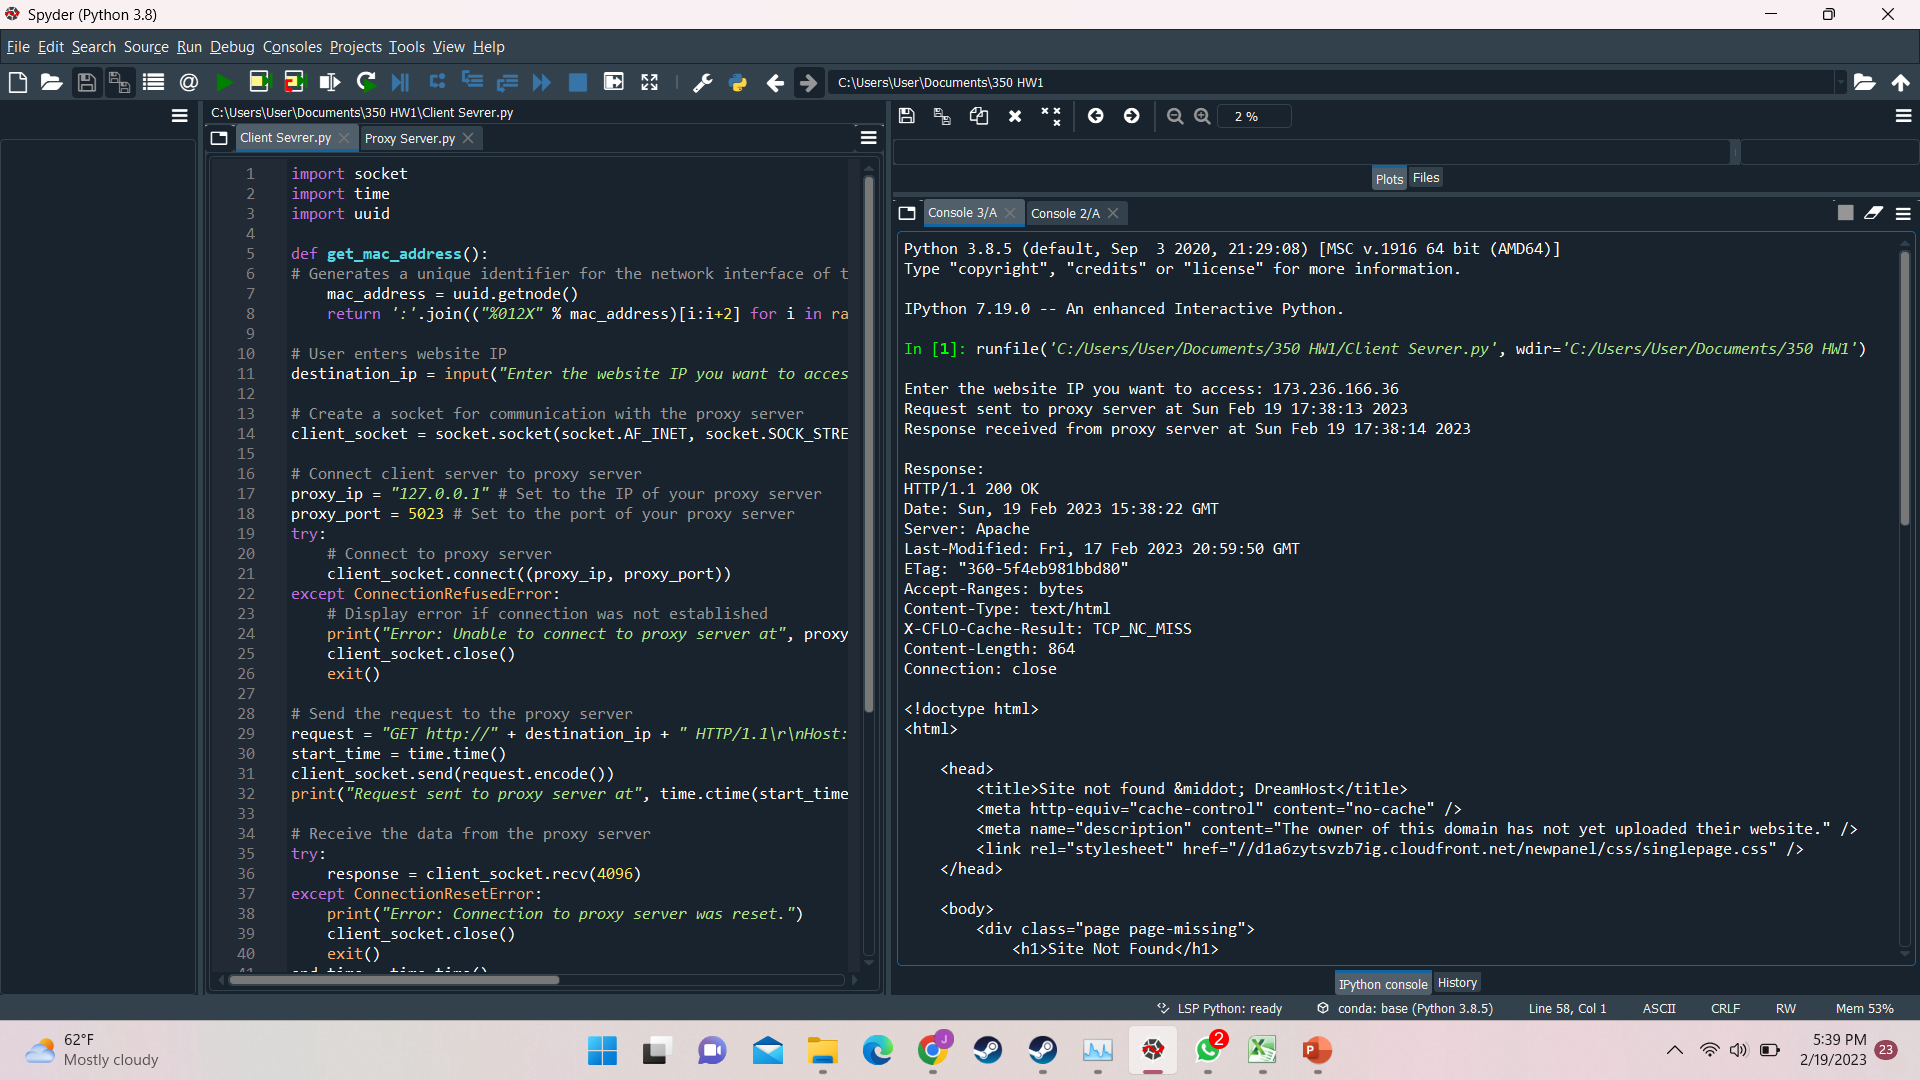 Spyder (Python 3.8)
File Edit Search Source Run Debug Consoles Projects Tools View Help
C:\Users\User\Documents\350 HW1
C:\Users\User\Documents\350 HW1\Client Sevrer.py
Client Sevrer.py
Proxy Server.py
1 import socket
2 import time
3 import uuid
4
5 def get_mac_address():
6 # Generates a unique identifier for the network interface of t
7 mac_address = uuid.getnode()
8 return ':'.join(("%012X" % mac_address)[i:i+2] for i in ra
9
10 # User enters website IP
11 destination_ip = input("Enter the website IP you want to acces
12
13 # Create a socket for communication with the proxy server
14 client_socket = socket.socket(socket.AF_INET, socket.SOCK_STRE
15
16 # Connect client server to proxy server
17 proxy_ip = "127.0.0.1" # Set to the IP of your proxy server
18 proxy_port = 5023 # Set to the port of your proxy server
19 try:
20 # Connect to proxy server
21 client_socket.connect((proxy_ip, proxy_port))
22 except ConnectionRefusedError:
23 # Display error if connection was not established
24 print("Error: Unable to connect to proxy server at", proxy
25 client_socket.close()
26 exit()
27
28 # Send the request to the proxy server
29 request = "GET http://" + destination_ip + " HTTP/1.1\r\nHost:
30 start_time = time.time()
31 client_socket.send(request.encode())
32 print("Request sent to proxy server at", time.ctime(start_time
33
34 # Receive the data from the proxy server
35 try:
36 response = client_socket.recv(4096)
37 except ConnectionResetError:
38 print("Error: Connection to proxy server was reset.")
39 client_socket.close()
40 exit()
41 end_time = time.time()
2 %
Plots Files
Console 3/A
Console 2/A
Python 3.8.5 (default, Sep  3 2020, 21:29:08) [MSC v.1916 64 bit (AMD64)]
Type "copyright", "credits" or "license" for more information.
IPython 7.19.0 -- An enhanced Interactive Python.
In [1]: runfile('C:/Users/User/Documents/350 HW1/Client Sevrer.py', wdir='C:/Users/User/Documents/350 HW1')
Enter the website IP you want to access: 173.236.166.36
Request sent to proxy server at Sun Feb 19 17:38:13 2023
Response received from proxy server at Sun Feb 19 17:38:14 2023
Response:
HTTP/1.1 200 OK
Date: Sun, 19 Feb 2023 15:38:22 GMT
Server: Apache
Last-Modified: Fri, 17 Feb 2023 20:59:50 GMT
ETag: "360-5f4eb981bbd80"
Accept-Ranges: bytes
Content-Type: text/html
X-CFLO-Cache-Result: TCP_NC_MISS
Content-Length: 864
Connection: close
<!doctype html>
<html>
<head>
<title>Site not found &middot; DreamHost</title>
<meta http-equiv="cache-control" content="no-cache" />
<meta name="description" content="The owner of this domain has not yet uploaded their website." />
<link rel="stylesheet" href="//d1a6zytsvzb7ig.cloudfront.net/newpanel/css/singlepage.css" />
</head>
<body>
<div class="page page-missing">
<h1>Site Not Found</h1>
IPython console History
LSP Python: ready conda: base (Python 3.8.5) Line 58, Col 1 ASCII CRLF RW Mem 53%
62°F
Mostly cloudy
J
2
5:39 PM
2/19/2023
23